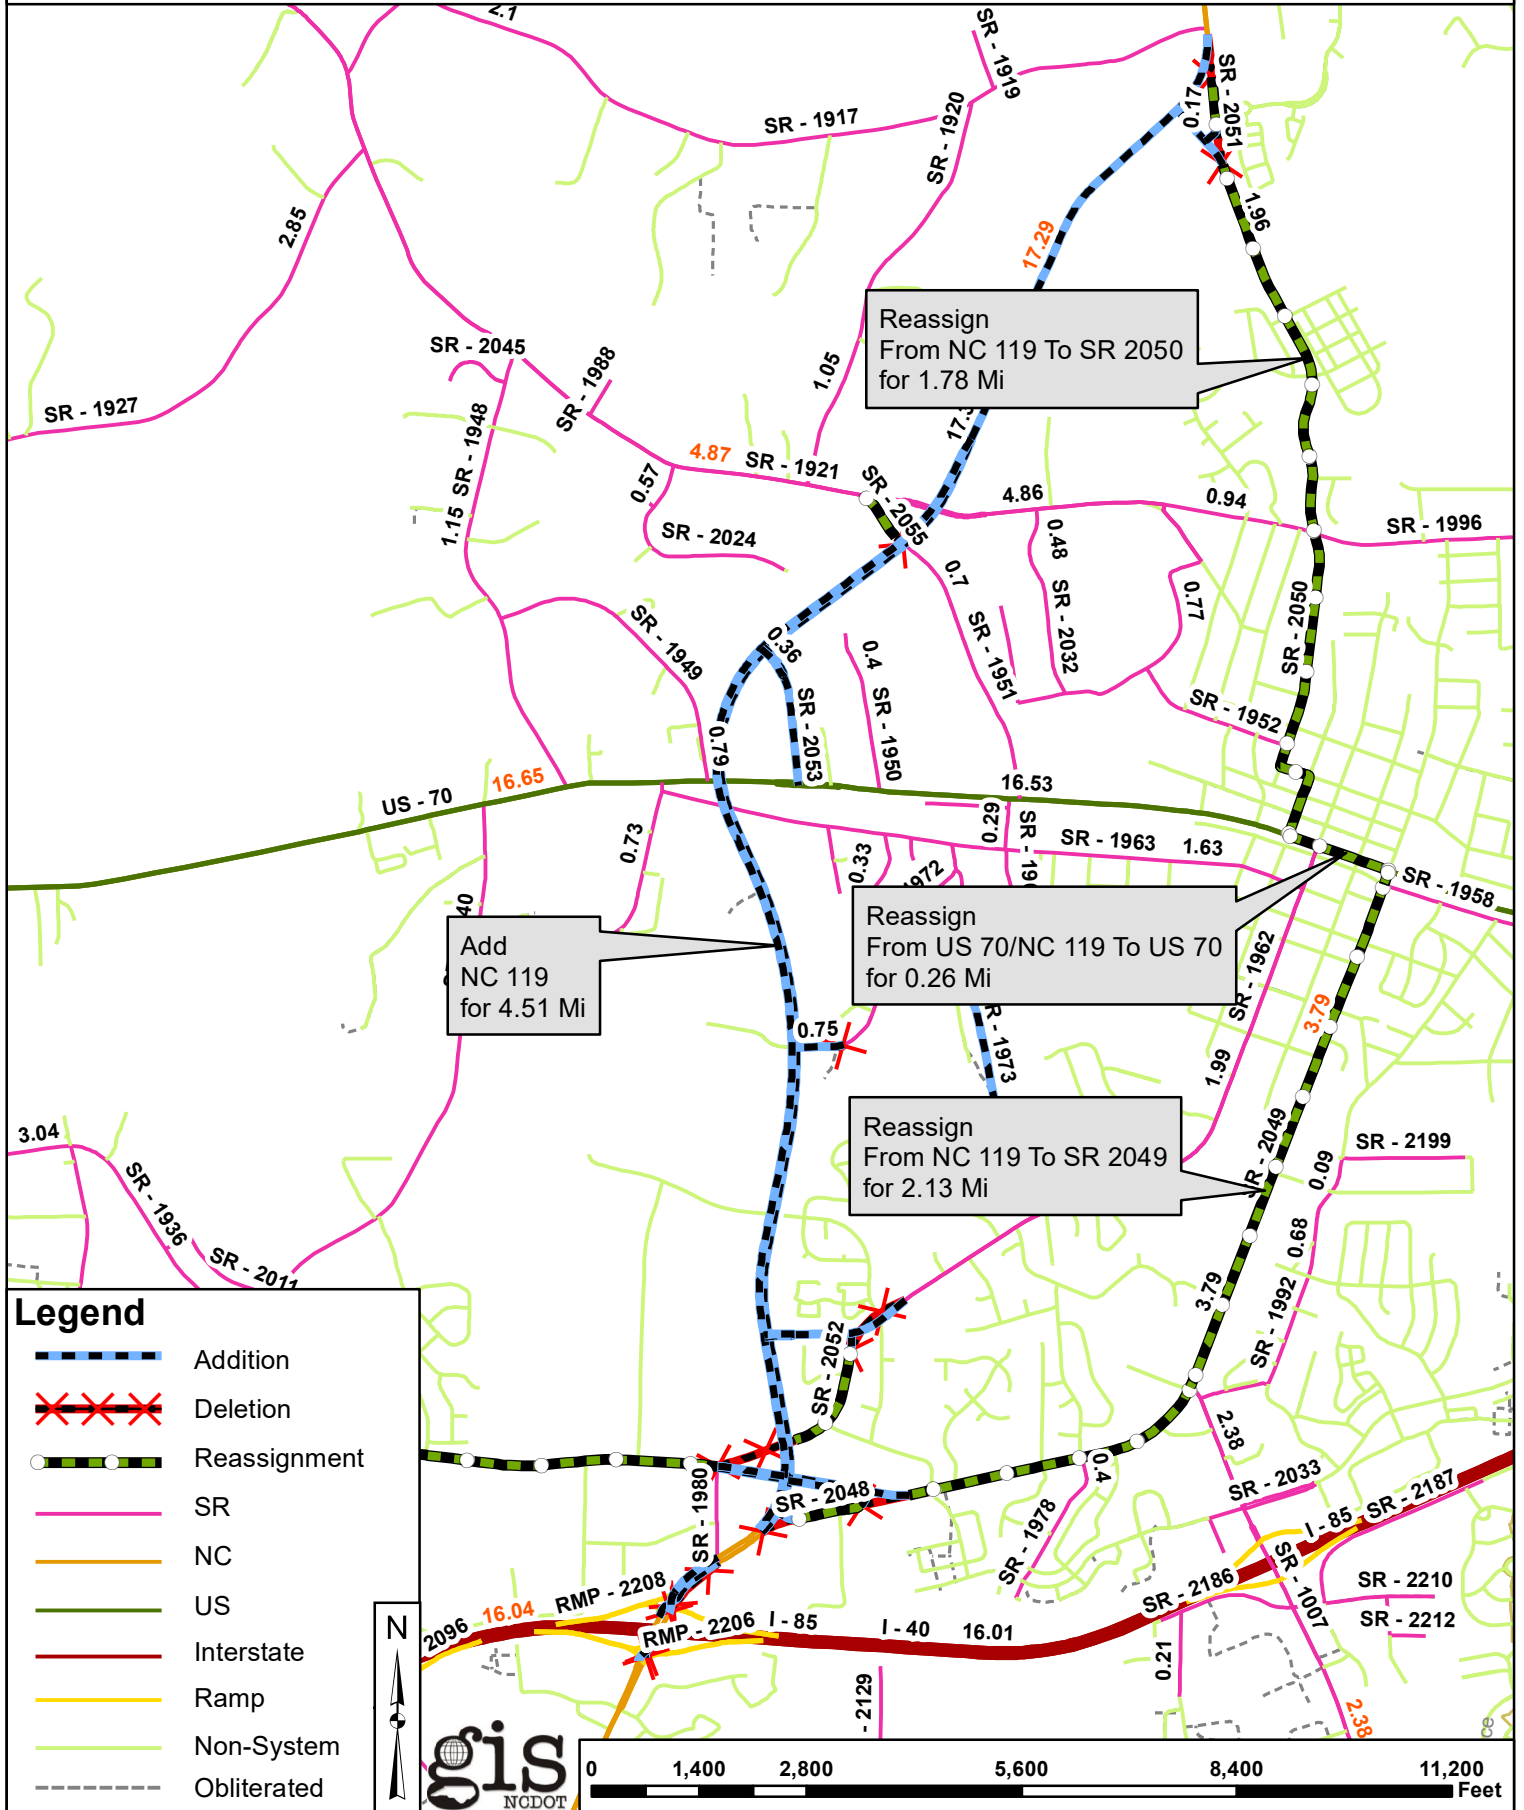 2.1
SR - 1919
SR - 1917
SR - 1920
0.17
SR - 2051
1.96
2.85
17.29
Reassign
From NC 119 To SR 2050
for 1.78 Mi
SR - 2045
SR - 1988
1.05
SR - 1927
SR - 1948
1.15
4.87
SR - 1921
0.57
SR - 2055
4.86
0.94
SR - 1996
SR - 2024
0.48
0.7
SR - 2032
0.77
SR - 2050
SR - 1949
0.36
0.4
SR - 1951
SR - 1950
SR - 1952
SR - 2053
0.79
16.65
US - 70
16.53
0.73
0.33
0.29
SR - 1963
1.63
SR - 1958
Reassign
From US 70/NC 119 To US 70
for 0.26 Mi
Add
NC 119
for 4.51 Mi
SR - 1962
3.79
0.75
1.99
Reassign
From NC 119 To SR 2049
for 2.13 Mi
SR - 2049
3.04
SR - 1936
SR - 2011
SR - 2199
0.09
0.68
3.79
SR - 1992
SR - 2052
2.38
SR - 1980
SR - 2048
0.4
SR - 1978
SR - 2033
I - 85
SR - 2187
SR - 2186
SR - 1007
SR - 2210
SR - 2212
RMP - 2208
16.04
2096
RMP - 2206
I - 85
I - 40
16.01
0.21
- 2129
2.38
Legend
Addition
Deletion
Reassignment
SR
NC
US
Interstate
Ramp
Non-System
Obliterated
N
gis
NCDOT
0 1,400 2,800 5,600 8,400 11,200
Feet